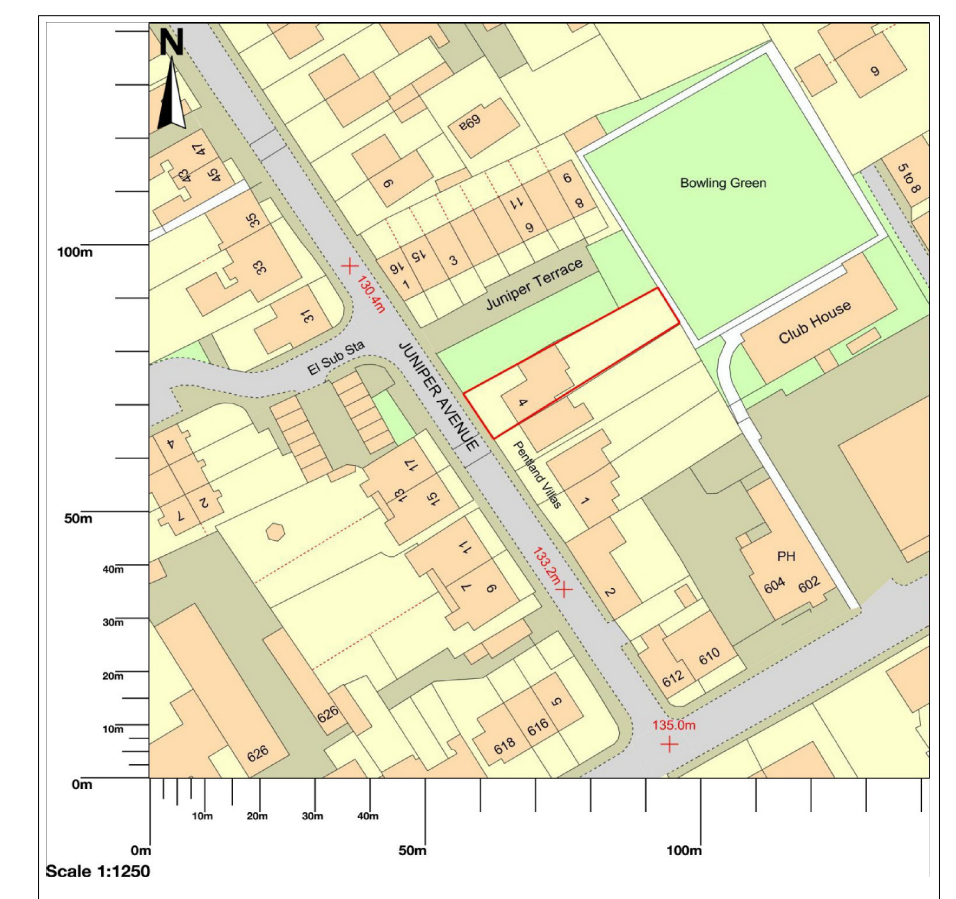 N
6
69a
47
43
45
9
Bowling Green
5 to 8
35
11
9
8
6
15
16
3
1
100m
33
130.4m
Juniper Terrace
31
Club House
El Sub Sta
JUNIPER AVENUE
4
4
Pentland Villas
17
13
15
2
7
1
50m
11
7
9
133.2m
40m
2
PH
604
602
30m
610
612
20m
5
626
616
618
135.0m
10m
626
0m
10m
20m
30m
40m
0m
50m
100m
Scale 1:1250